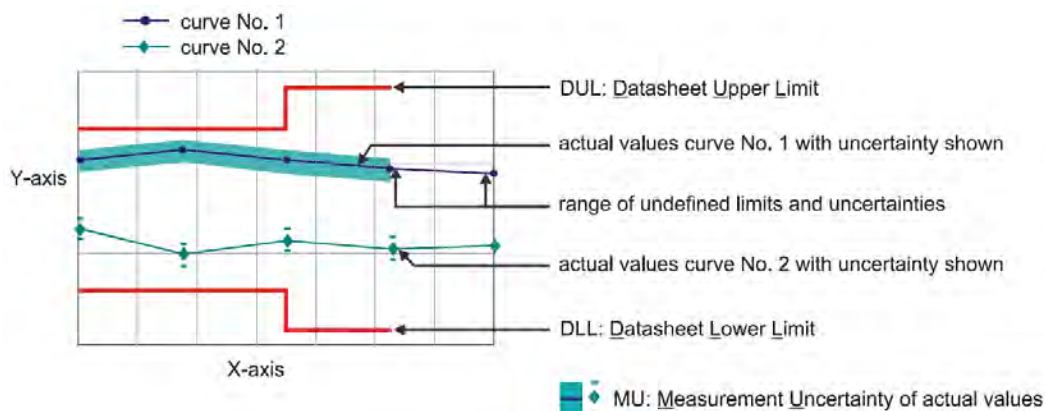 curve No. 1
curve No. 2
DUL: Datasheet Upper Limit
actual values curve No. 1 with uncertainty shown
Y-axis
range of undefined limits and uncertainties
actual values curve No. 2 with uncertainty shown
DLL: Datasheet Lower Limit
X-axis
MU: Measurement Uncertainty of actual values